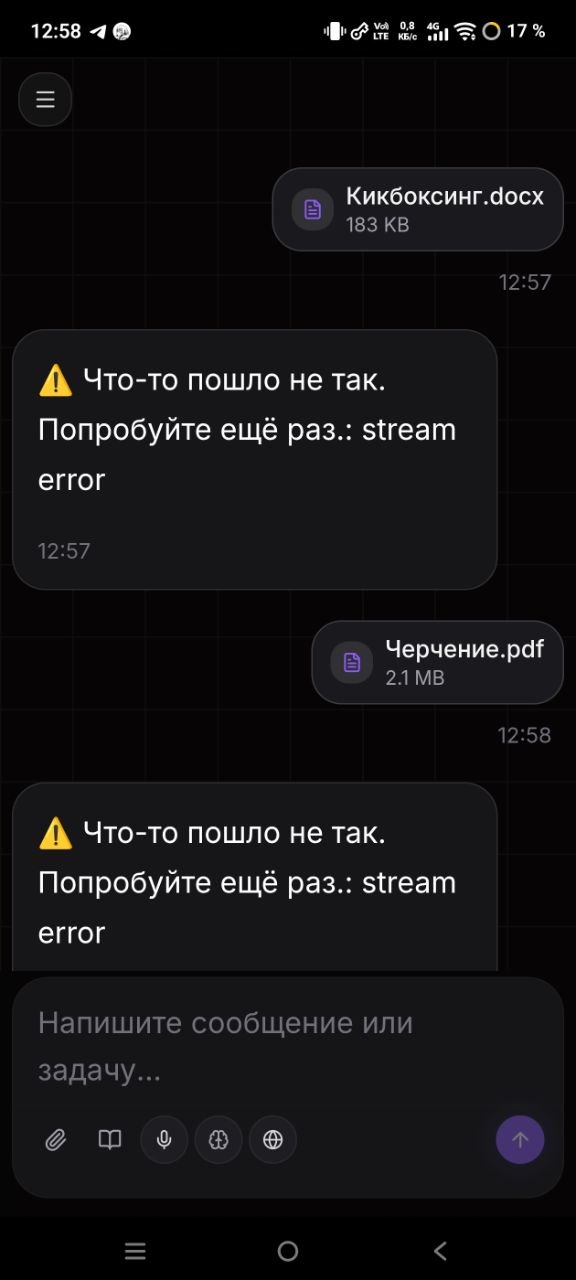 12:58
Vo))
LTE
0,8
КБ/с
4G
17 %
Кикбоксинг.docx
183 KB
12:57
⚠️ Что-то пошло не так.
Попробуйте ещё раз.: stream
error
12:57
Черчение.pdf
2.1 MB
12:58
⚠️ Что-то пошло не так.
Попробуйте ещё раз.: stream
error
Напишите сообщение или
задачу...